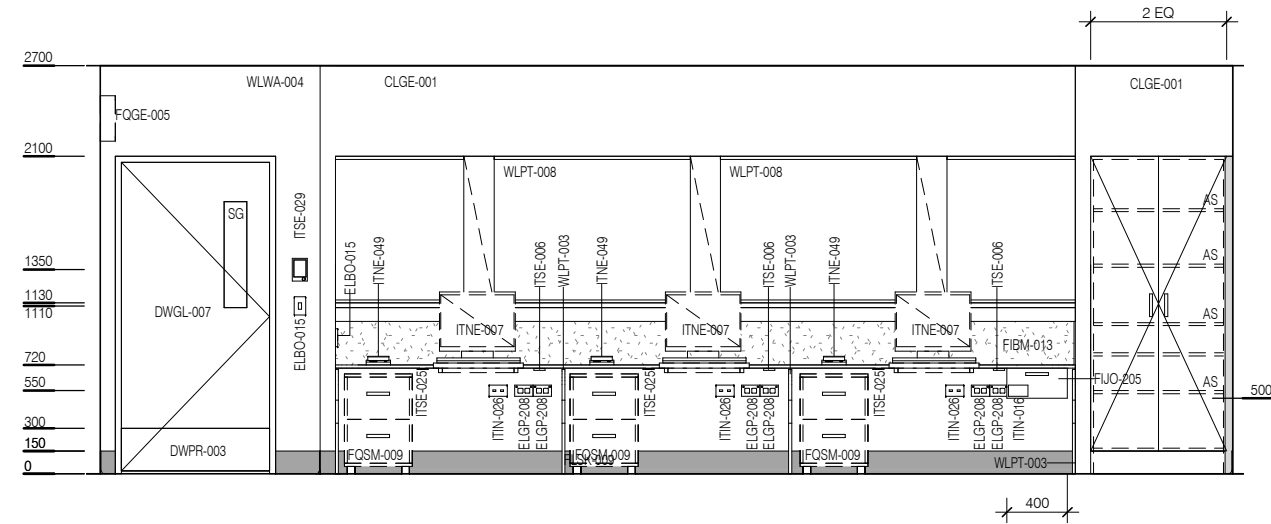 2 EQ
2700
WLWA-004
CLGE-001
CLGE-001
FQGE-005
2100
WLPT-008
WLPT-008
SG
ITSE-029
AS
ELBO-015
ITNE-049
ITSE-006
WLPT-003
ITNE-049
ITSE-006
WLPT-003
ITNE-049
ITSE-006
AS
1350
1130
1110
DWGL-007
ELBO-015
ITNE-007
ITNE-007
ITNE-007
AS
FIBM-013
720
FIJO-205
AS
550
500
ITSE-025
ITIN-026
ELGP-208
ELGP-208
ITSE-025
ITIN-026
ELGP-208
ELGP-208
ITSE-025
ITIN-026
ELGP-208
ELGP-208
ITIN-016
300
150
DWPR-003
FQSM-009
FQSM-009
FQSM-009
WLPT-003
0
400